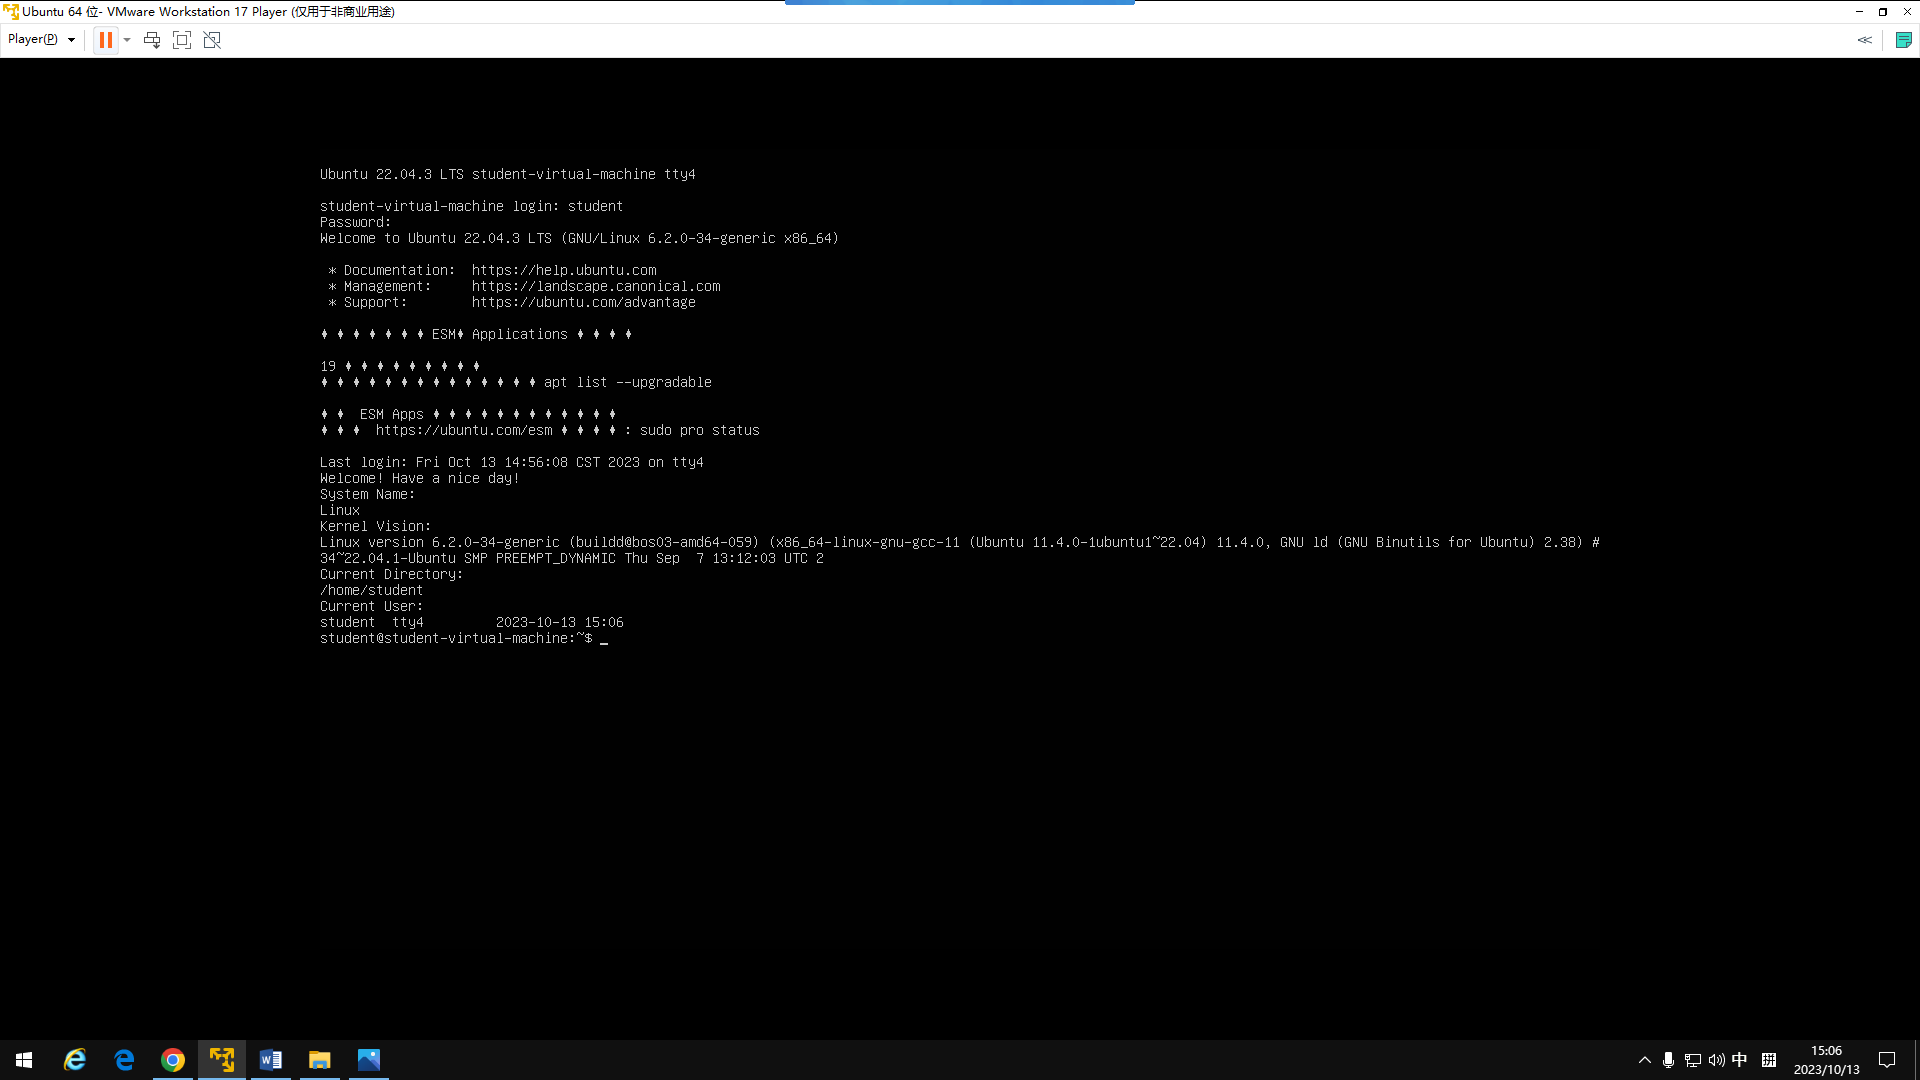 Ubuntu 64 位- VMware Workstation 17 Player (仅用于非商业用途)
Player(P)
Ubuntu 22.04.3 LTS student-virtual-machine tty4
student-virtual-machine login: student
Password:
Welcome to Ubuntu 22.04.3 LTS (GNU/Linux 6.2.0-34-generic x86_64)
* Documentation:  https://help.ubuntu.com
* Management:     https://landscape.canonical.com
* Support:        https://ubuntu.com/advantage
♦ ♦ ♦ ♦ ♦ ♦ ♦ ESM♦ Applications ♦ ♦ ♦ ♦
19 ♦ ♦ ♦ ♦ ♦ ♦ ♦ ♦ ♦
♦ ♦ ♦ ♦ ♦ ♦ ♦ ♦ ♦ ♦ ♦ ♦ ♦ ♦ apt list --upgradable
♦ ♦  ESM Apps ♦ ♦ ♦ ♦ ♦ ♦ ♦ ♦ ♦ ♦ ♦ ♦
♦ ♦ ♦  https://ubuntu.com/esm ♦ ♦ ♦ ♦ : sudo pro status
Last login: Fri Oct 13 14:56:08 CST 2023 on tty4
Welcome! Have a nice day!
System Name:
Linux
Kernel Vision:
Linux version 6.2.0-34-generic (buildd@bos03-amd64-059) (x86_64-linux-gnu-gcc-11 (Ubuntu 11.4.0-1ubuntu1~22.04) 11.4.0, GNU ld (GNU Binutils for Ubuntu) 2.38) #
34~22.04.1-Ubuntu SMP PREEMPT_DYNAMIC Thu Sep  7 13:12:03 UTC 2
Current Directory:
/home/student
Current User:
student  tty4         2023-10-13 15:06
student@student-virtual-machine:~$ _
中
拼
15:06
2023/10/13